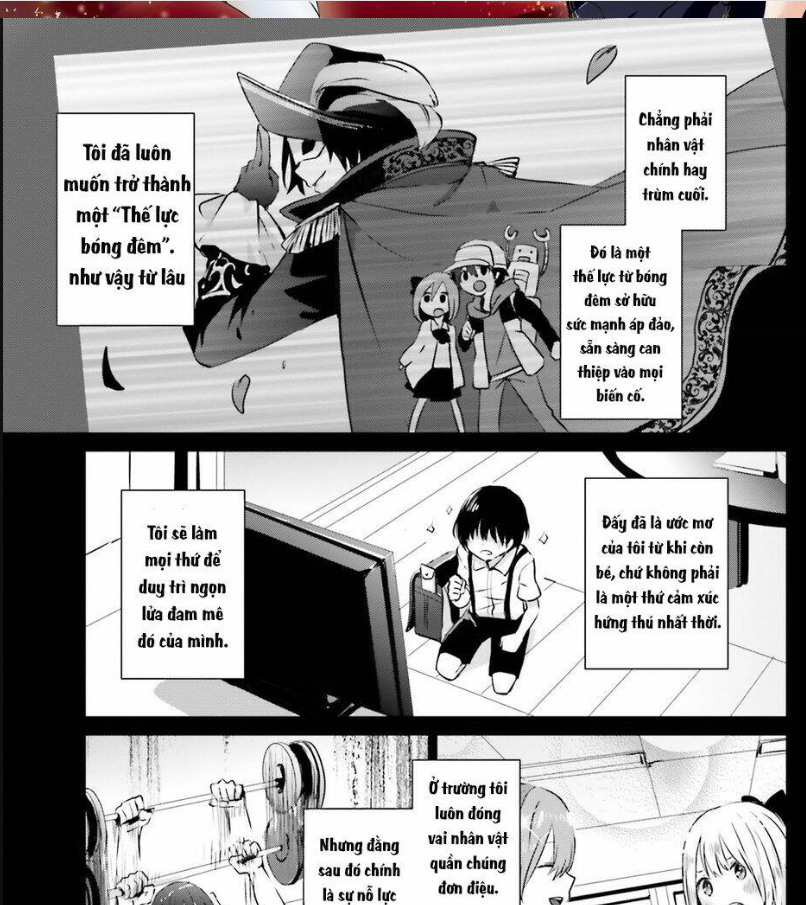 Chẳng phải
nhân vật
chính hay
trùm cuối.
Đó là một
thế lực từ bóng
đêm sở hữu
sức mạnh áp đảo,
sẵn sàng can
thiệp vào mọi
biến cố.
Tôi đã luôn
muốn trở thành
một “Thế lực
bóng đêm”.
như vậy từ lâu
Đấy đã là ước mơ
của tôi từ khi còn
bé, chứ không phải
là một thứ cảm xúc
hứng thú nhất thời.
Tôi sẽ làm
mọi thứ để
duy trì ngọn
lửa đam mê
đó của mình.
Ở trường tôi
luôn đóng
vai nhân vật
quần chúng
đơn điệu.
Nhưng đằng
sau đó chính
là sự nỗ lực